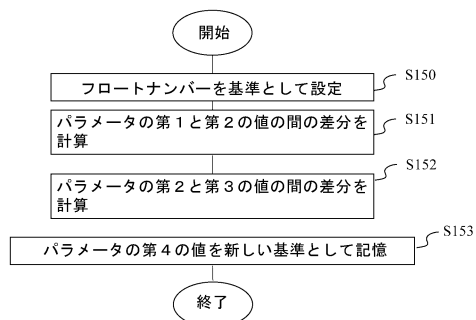 開始
フロートナンバーを基準として設定
S150
パラメータの第1と第2の値の間の差分を
計算
S151
パラメータの第2と第3の値の間の差分を
計算
S152
パラメータの第4の値を新しい基準として記憶
S153
終了